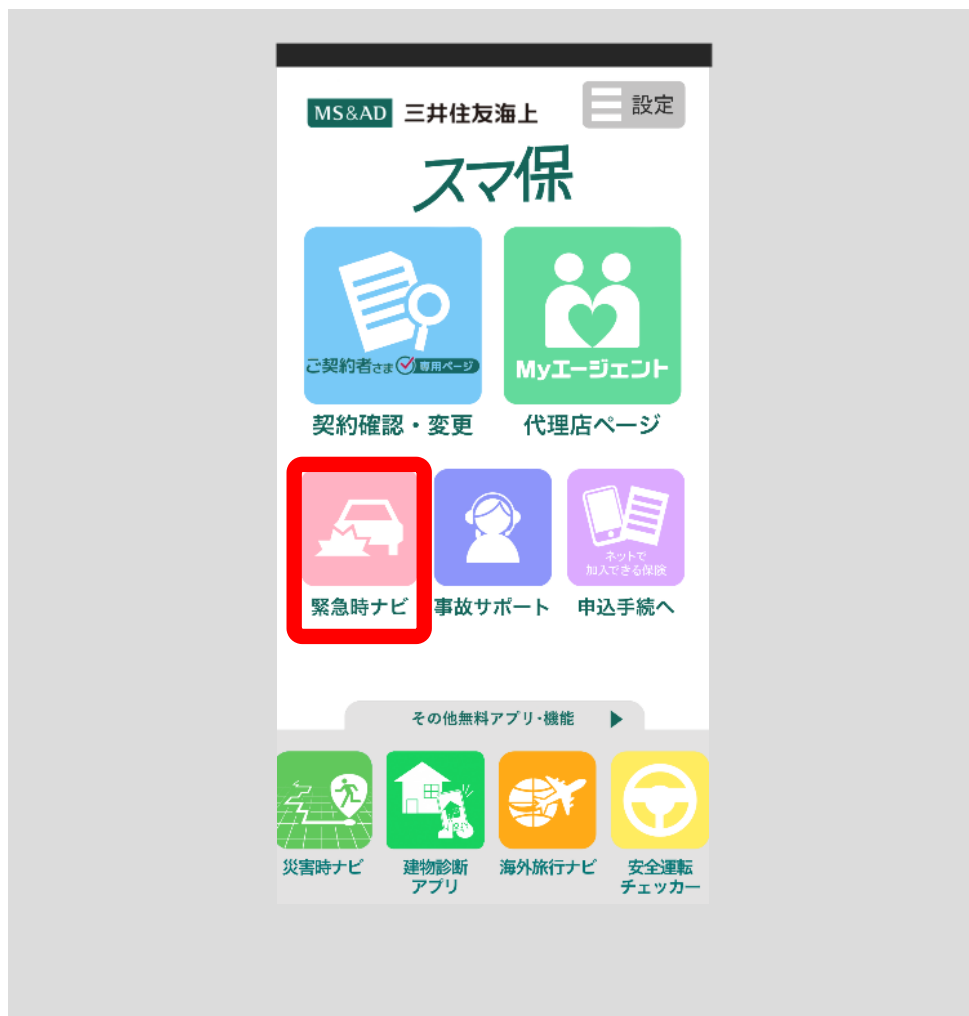 MS&AD 三井住友海上
設定
スマ保
ご契約者さま 専用ページ
Myエージェント
契約確認・変更
代理店ページ
ネットで
加入できる保険
緊急時ナビ
事故サポート
申込手続へ
その他無料アプリ・機能
災害時ナビ
建物診断
アプリ
海外旅行ナビ
安全運転
チェッカー